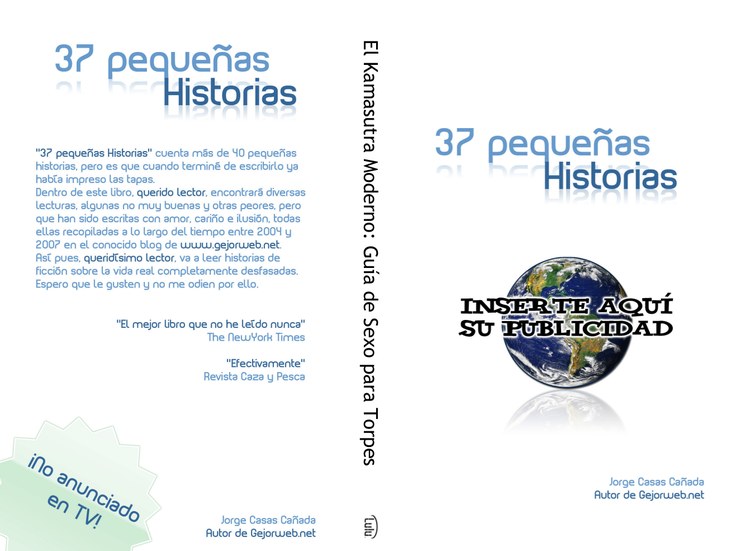 37 pequeñas
Historias
"37 pequeñas Historias" cuenta más de 40 pequeñas
historias, pero es que cuando terminé de escribirlo ya
había impreso las tapas.
Dentro de este libro, querido lector, encontrará diversas
lecturas, algunas no muy buenas y otras peores, pero
que han sido escritas con amor, cariño e ilusión, todas
ellas recopiladas a lo largo del tiempo entre 2004 y
2007 en el conocido blog de www.gejorweb.net.
Así pues, queridísimo lector, va a leer historias de
ficción sobre la vida real completamente desfasadas.
Espero que le gusten y no me odien por ello.
"El mejor libro que no he leído nunca"
The NewYork Times
"Efectivamente"
Revista Caza y Pesca
¡No anunciado
en TV!
Jorge Casas Cañada
Autor de Gejorweb.net
El Kamasutra Moderno: Guía de Sexo para Torpes
Lulu
37 pequeñas
Historias
INSERTE AQUÍ
SU PUBLICIDAD
Jorge Casas Cañada
Autor de Gejorweb.net